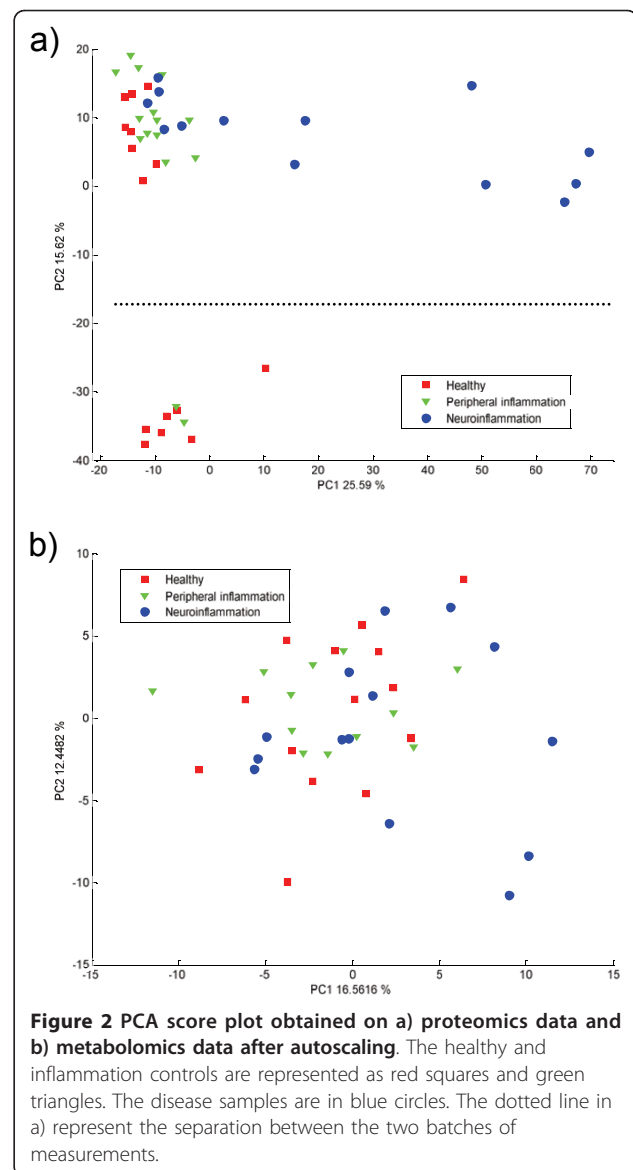 a)
20
10
0
-10
-20
-30
-40
PC2 15.62 %
Healthy
Peripheral inflammation
Neuroinflammation
-20 -10 0 10 20 30 40 50 60 70
PC1 25.59 %
b)
10
5
0
-5
-10
-15
PC2 12.4482 %
Healthy
Peripheral inflammation
Neuroinflammation
-15 -10 -5 0 5 10 15
PC1 16.5616 %
Figure 2 PCA score plot obtained on a) proteomics data and
b) metabolomics data after autoscaling. The healthy and
inflammation controls are represented as red squares and green
triangles. The disease samples are in blue circles. The dotted line in
a) represent the separation between the two batches of
measurements.